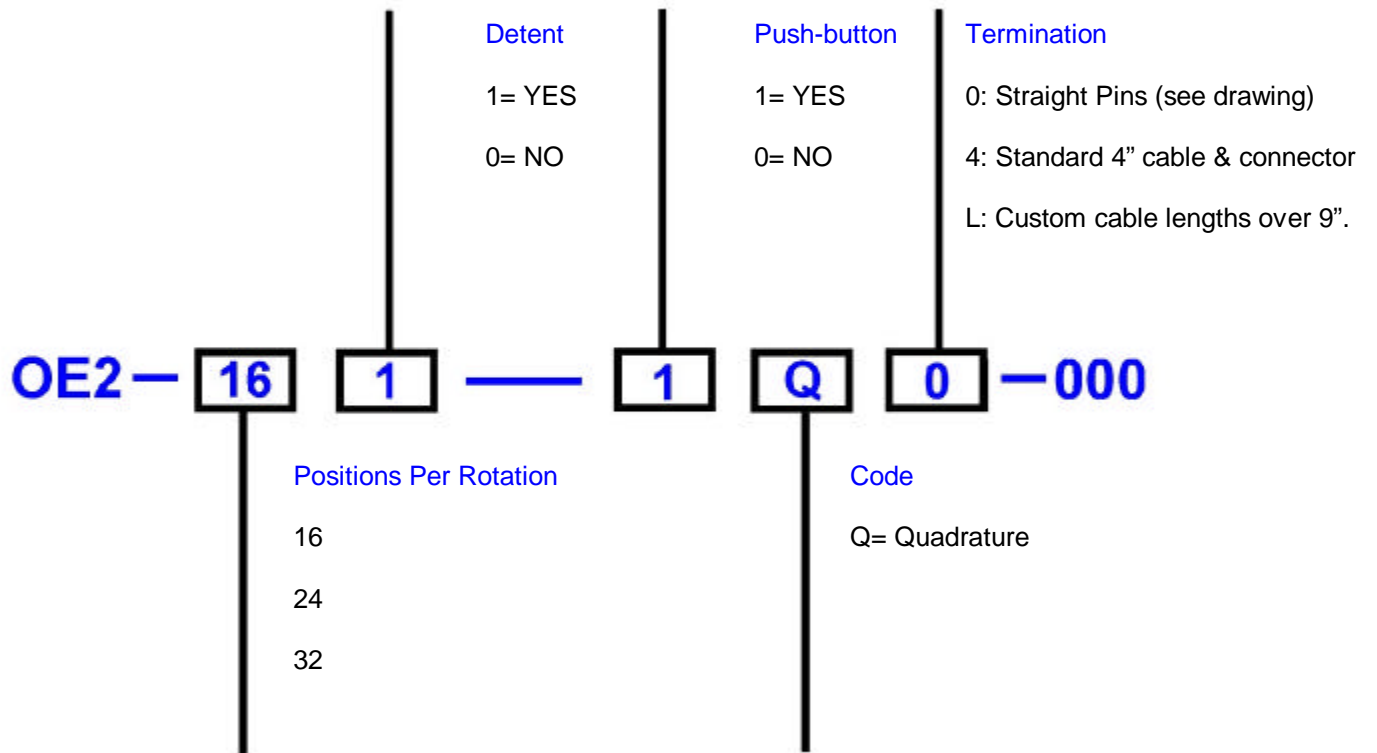 Detent
1= YES
0= NO
Push-button
1= YES
0= NO
Termination
0: Straight Pins (see drawing)
4: Standard 4” cable & connector
L: Custom cable lengths over 9”.
OE2 — 16 1 — 1 Q 0 — 000
Positions Per Rotation
16
24
32
Code
Q= Quadrature